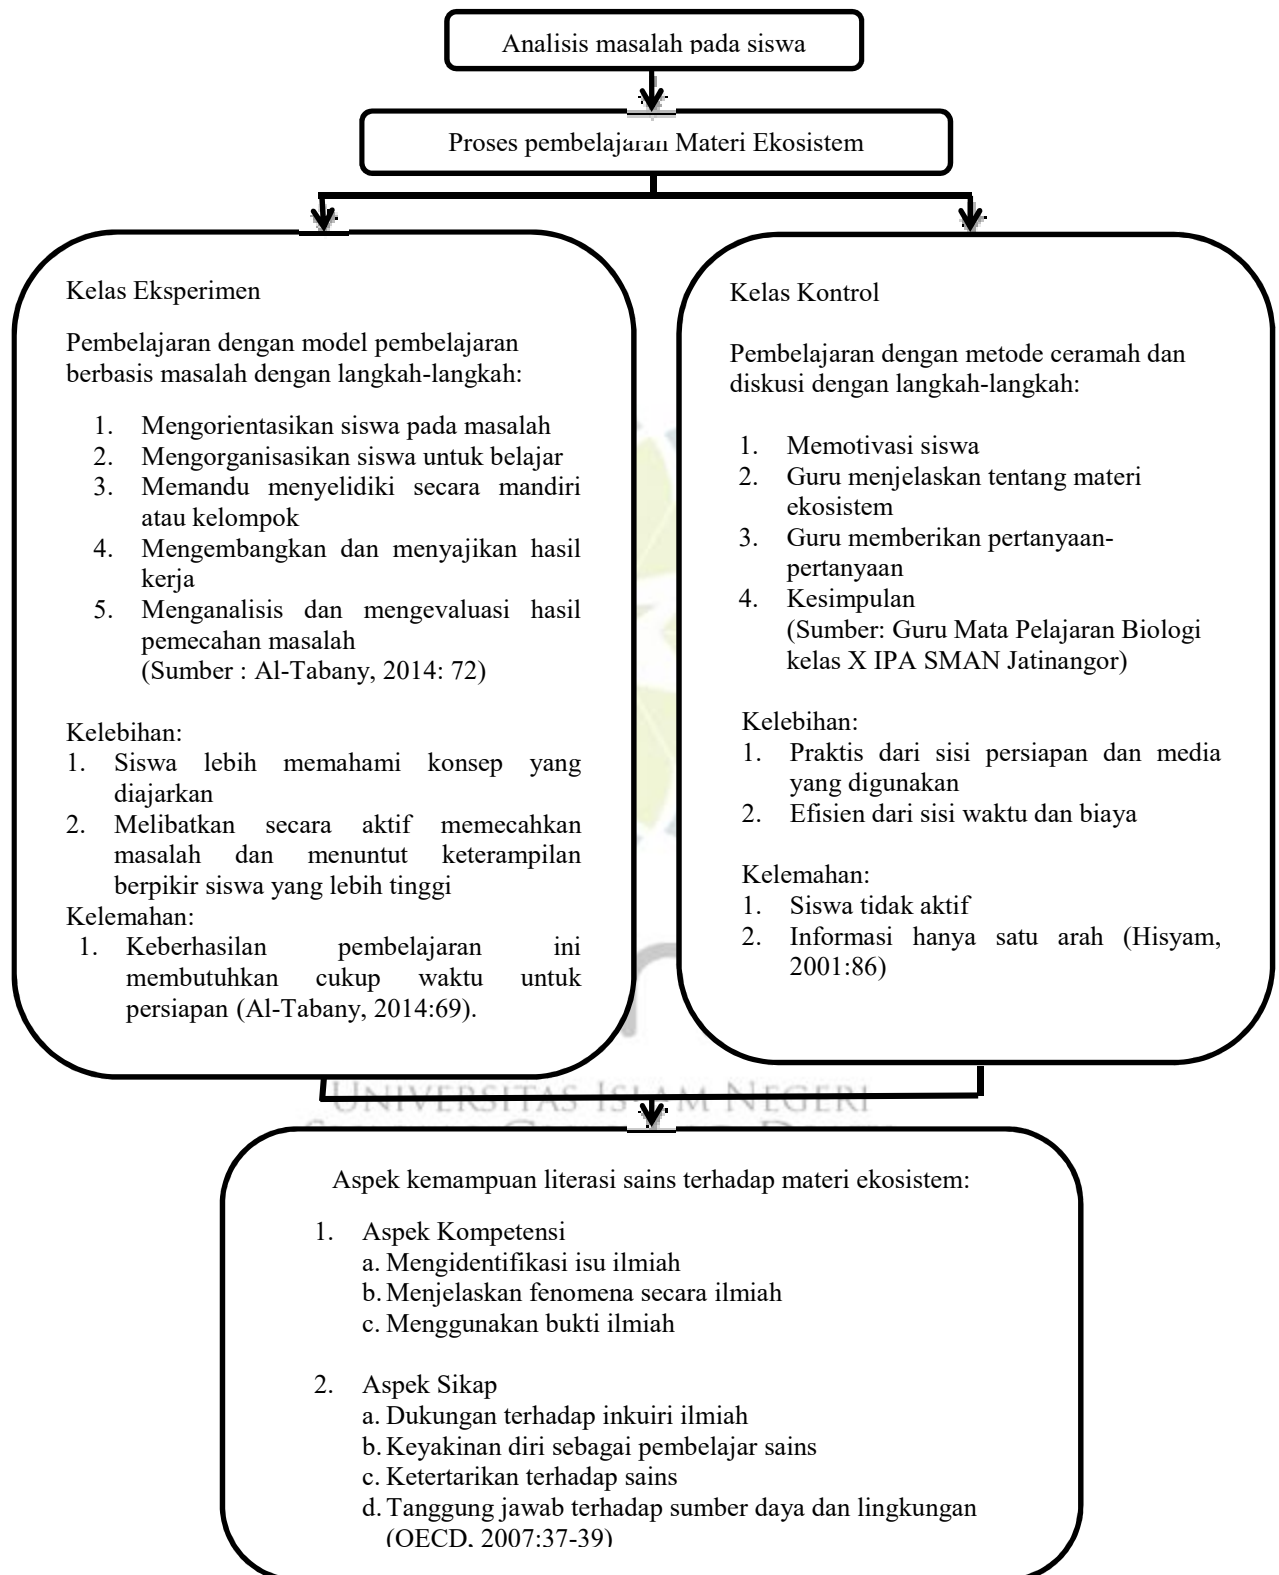 Analisis masalah pada siswa
Proses pembelajaran Materi Ekosistem
Kelas Eksperimen
Pembelajaran dengan model pembelajaran
berbasis masalah dengan langkah-langkah:
1. Mengorientasikan siswa pada masalah
2. Mengorganisasikan siswa untuk belajar
3. Memandu menyelidiki secara mandiri
atau kelompok
4. Mengembangkan dan menyajikan hasil
kerja
5. Menganalisis dan mengevaluasi hasil
pemecahan masalah
(Sumber : Al-Tabany, 2014: 72)
Kelebihan:
1. Siswa lebih memahami konsep yang
diajarkan
2. Melibatkan secara aktif memecahkan
masalah dan menuntut keterampilan
berpikir siswa yang lebih tinggi
Kelemahan:
1. Keberhasilan pembelajaran ini
membutuhkan cukup waktu untuk
persiapan (Al-Tabany, 2014:69).
Kelas Kontrol
Pembelajaran dengan metode ceramah dan
diskusi dengan langkah-langkah:
1. Memotivasi siswa
2. Guru menjelaskan tentang materi
ekosistem
3. Guru memberikan pertanyaan-
pertanyaan
4. Kesimpulan
(Sumber: Guru Mata Pelajaran Biologi
kelas X IPA SMAN Jatinangor)
Kelebihan:
1. Praktis dari sisi persiapan dan media
yang digunakan
2. Efisien dari sisi waktu dan biaya
Kelemahan:
1. Siswa tidak aktif
2. Informasi hanya satu arah (Hisyam,
2001:86)
UNIVERSITAS ISLAM NEGERI
Aspek kemampuan literasi sains terhadap materi ekosistem:
1. Aspek Kompetensi
a. Mengidentifikasi isu ilmiah
b. Menjelaskan fenomena secara ilmiah
c. Menggunakan bukti ilmiah
2. Aspek Sikap
a. Dukungan terhadap inkuiri ilmiah
b. Keyakinan diri sebagai pembelajar sains
c. Ketertarikan terhadap sains
d. Tanggung jawab terhadap sumber daya dan lingkungan
(OECD, 2007:37-39)